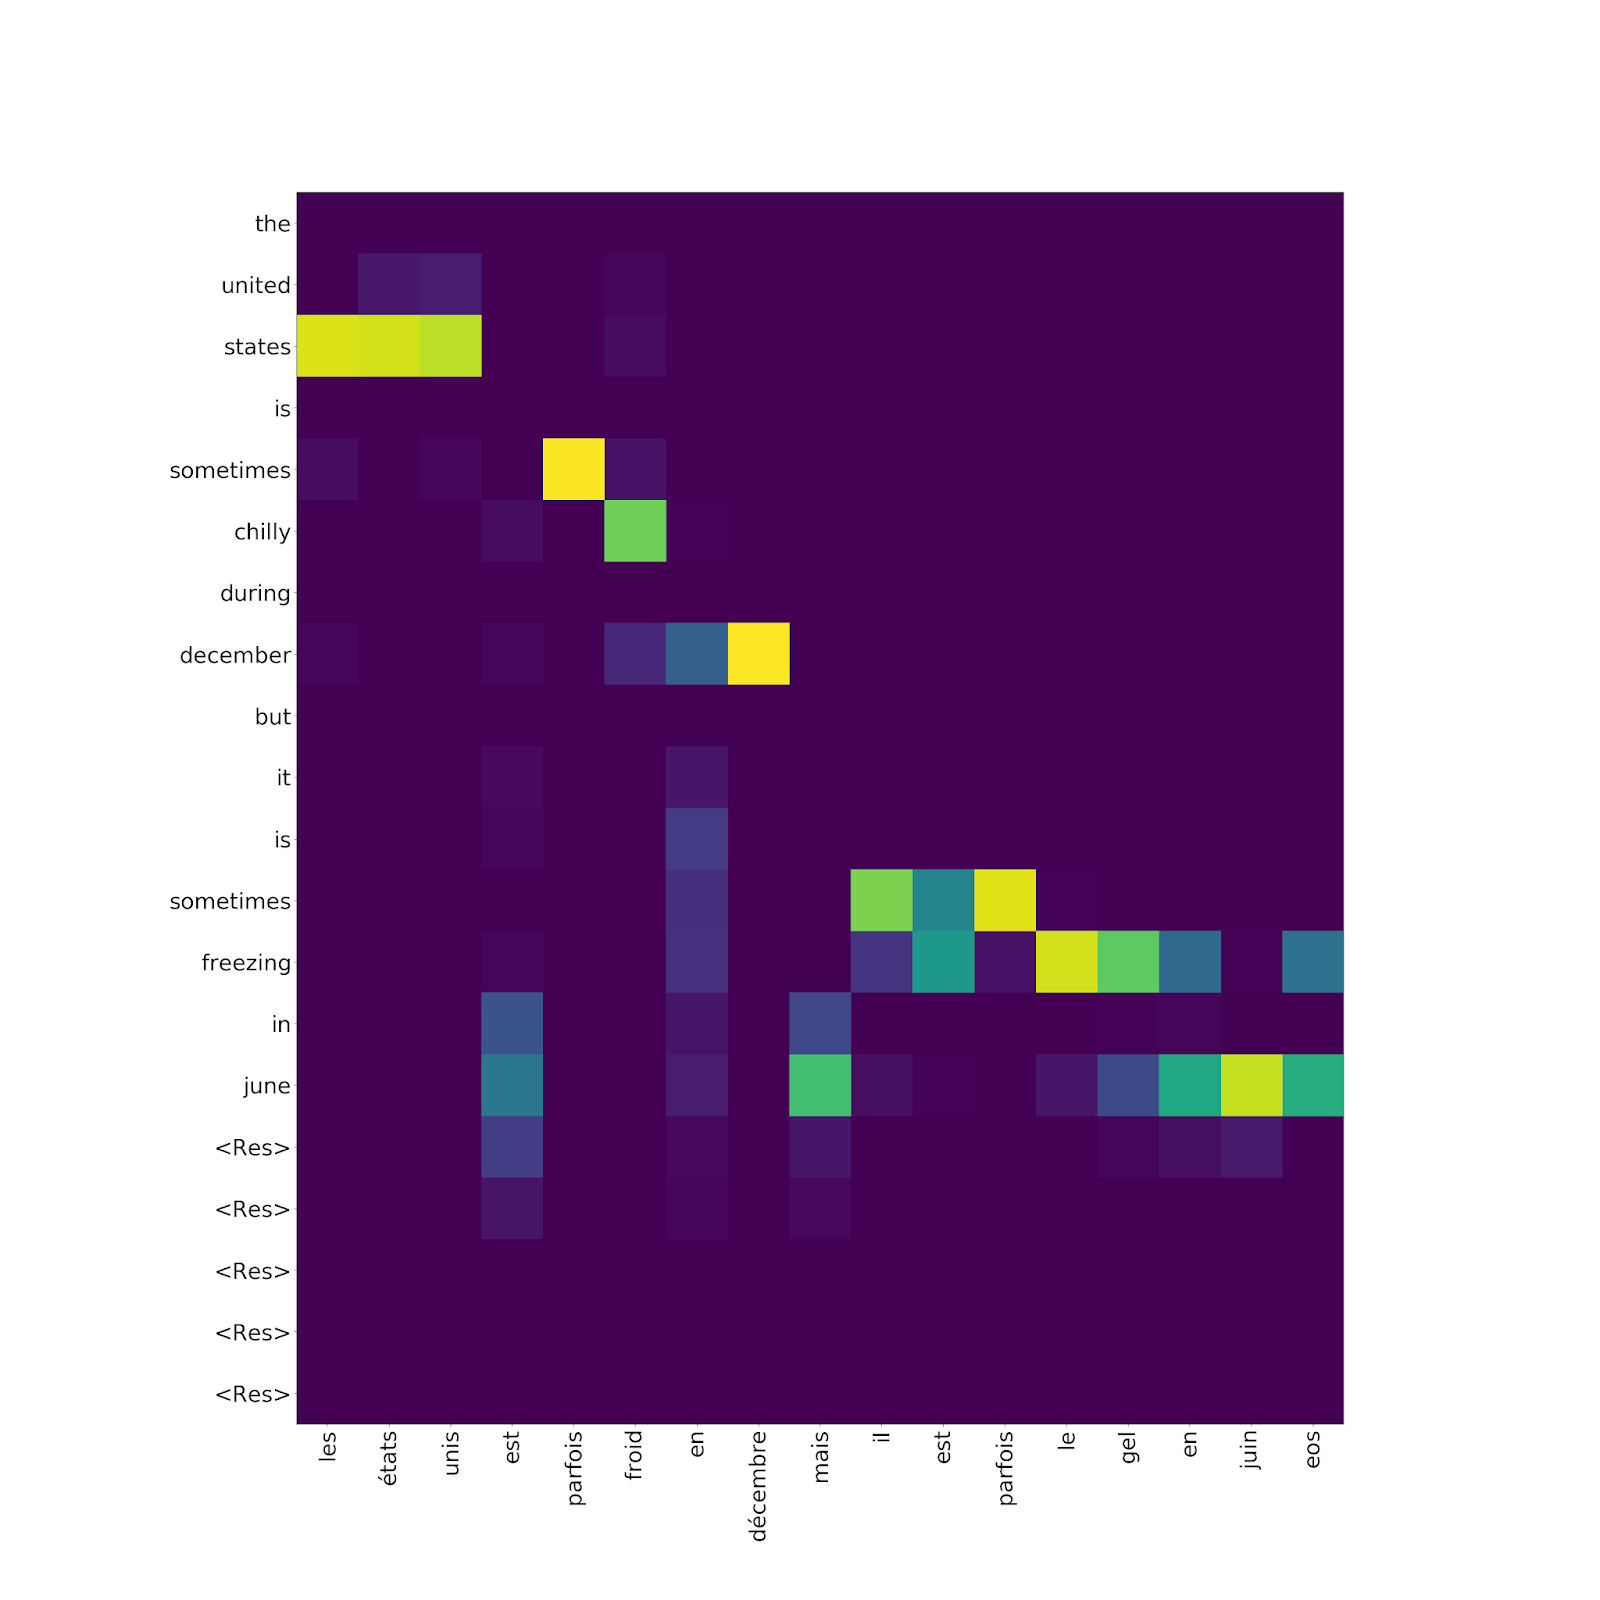 the
united
states
is
sometimes
chilly
during
december
but
it
is
sometimes
freezing
in
june
<Res>
<Res>
<Res>
<Res>
<Res>
les
états
unis
est
parfois
froid
en
décembre
mais
il
est
parfois
le
gel
en
juin
eos